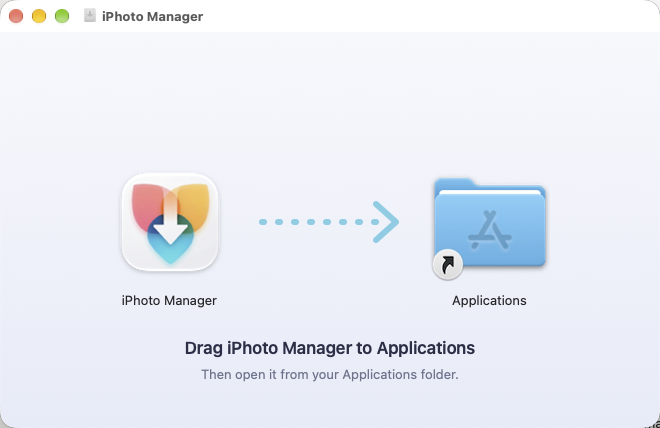 iPhoto Manager
iPhoto Manager
Applications
Drag iPhoto Manager to Applications
Then open it from your Applications folder.